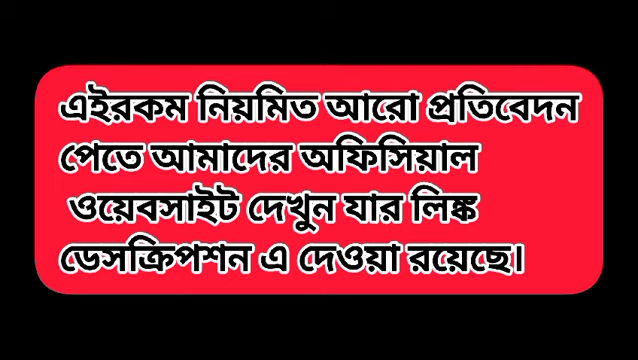 এইরকম নিয়মিত আরো প্রতিবেদন
পেতে আমাদের অফিসিয়াল
ওয়েবসাইট দেখুন যার লিঙ্ক
ডেসক্রিপশন এ দেওয়া রয়েছে।